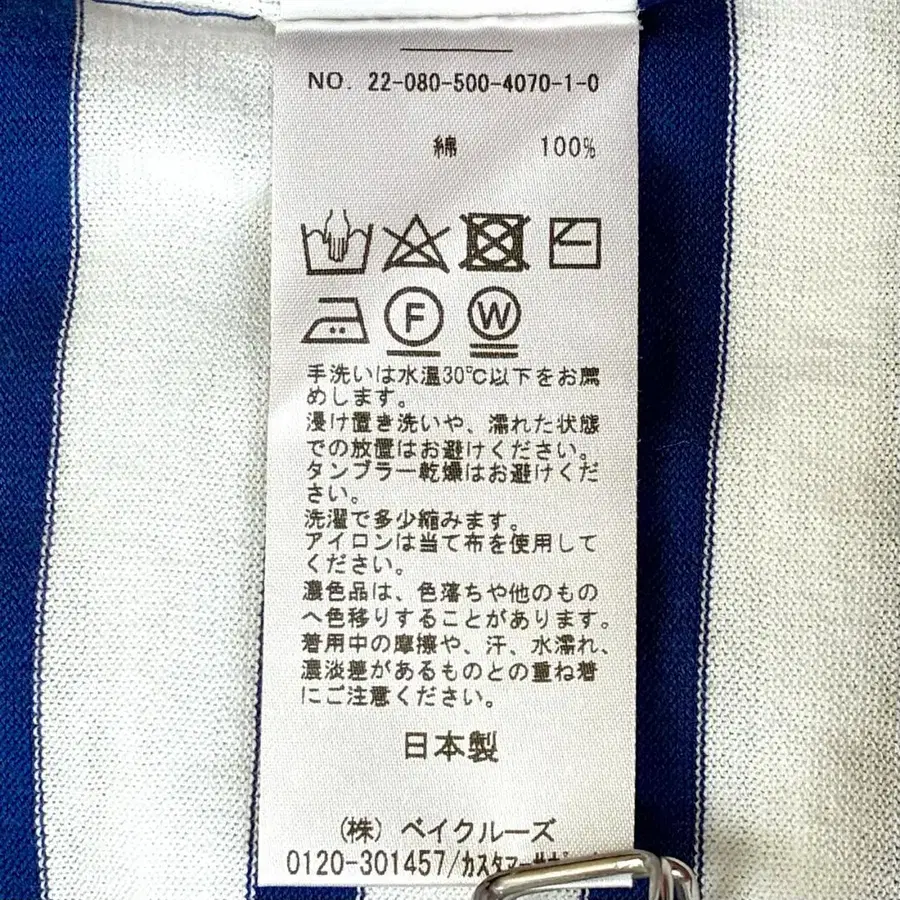 NO. 22-080-500-4070-1-0
綿 100%
F W
手洗いは水温30℃以下をお薦
めします。
浸け置き洗いや、濡れた状態
での放置はお避けください。
タンブラー乾燥はお避けくだ
さい。
洗濯で多少縮みます。
アイロンは当て布を使用して
ください。
濃色品は、色落ちや他のもの
へ色移りすることがあります。
着用中の摩擦や、汗、水濡れ、
濃淡差があるものとの重ね着
にご注意ください。
日本製
(株) ベイクルーズ
0120-301457/カスタマー